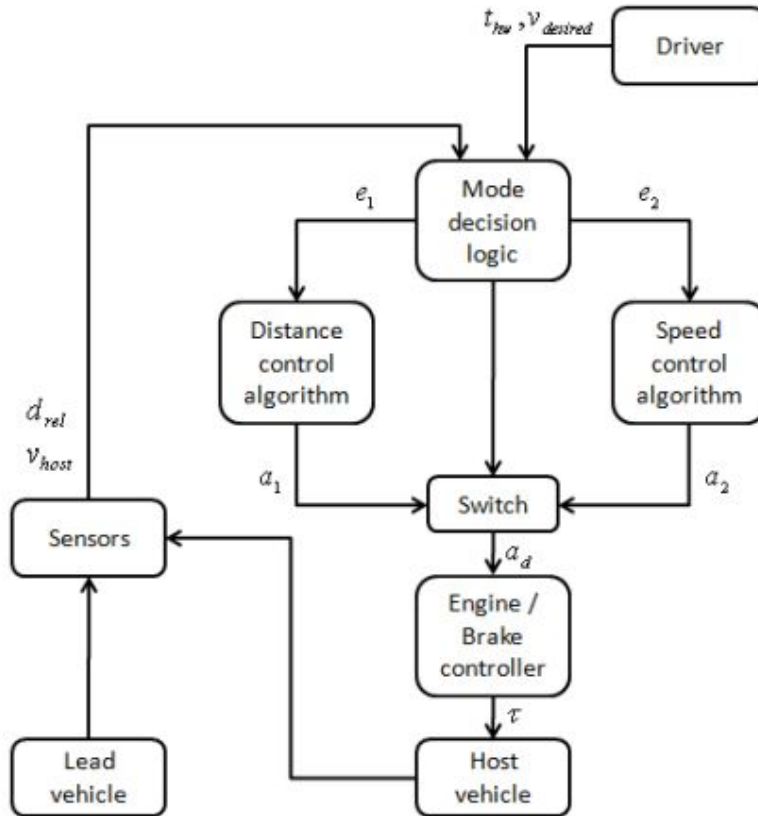 t_hw, v_desired
Driver
Mode
decision
logic
e_1
e_2
Distance
control
algorithm
Speed
control
algorithm
d_rel
v_host
a_1
a_2
Sensors
Switch
a_d
Engine /
Brake
controller
τ
Lead
vehicle
Host
vehicle